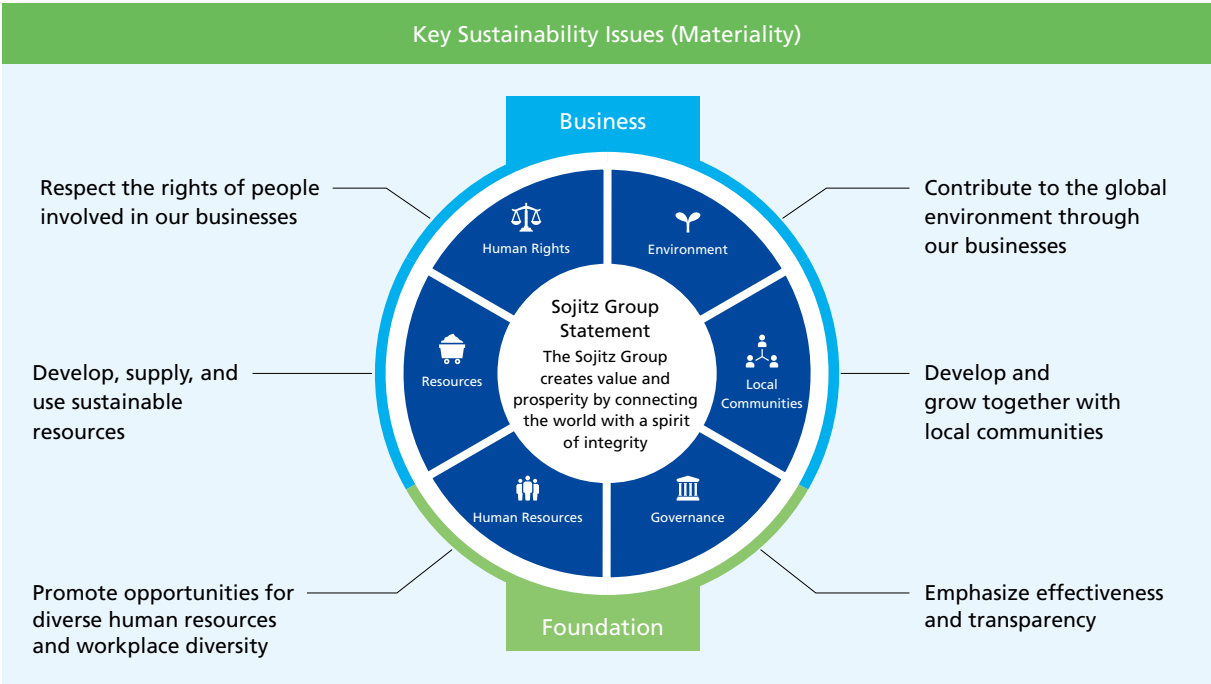 Key Sustainability Issues (Materiality)
Business
Respect the rights of people
involved in our businesses
Contribute to the global
environment through
our businesses
Human Rights
Environment
Sojitz Group
Statement
The Sojitz Group
creates value and
prosperity by connecting
the world with a spirit
of integrity
Develop, supply, and
use sustainable
resources
Resources
Local
Communities
Develop and
grow together with
local communities
Human Resources
Governance
Promote opportunities for
diverse human resources
and workplace diversity
Emphasize effectiveness
and transparency
Foundation